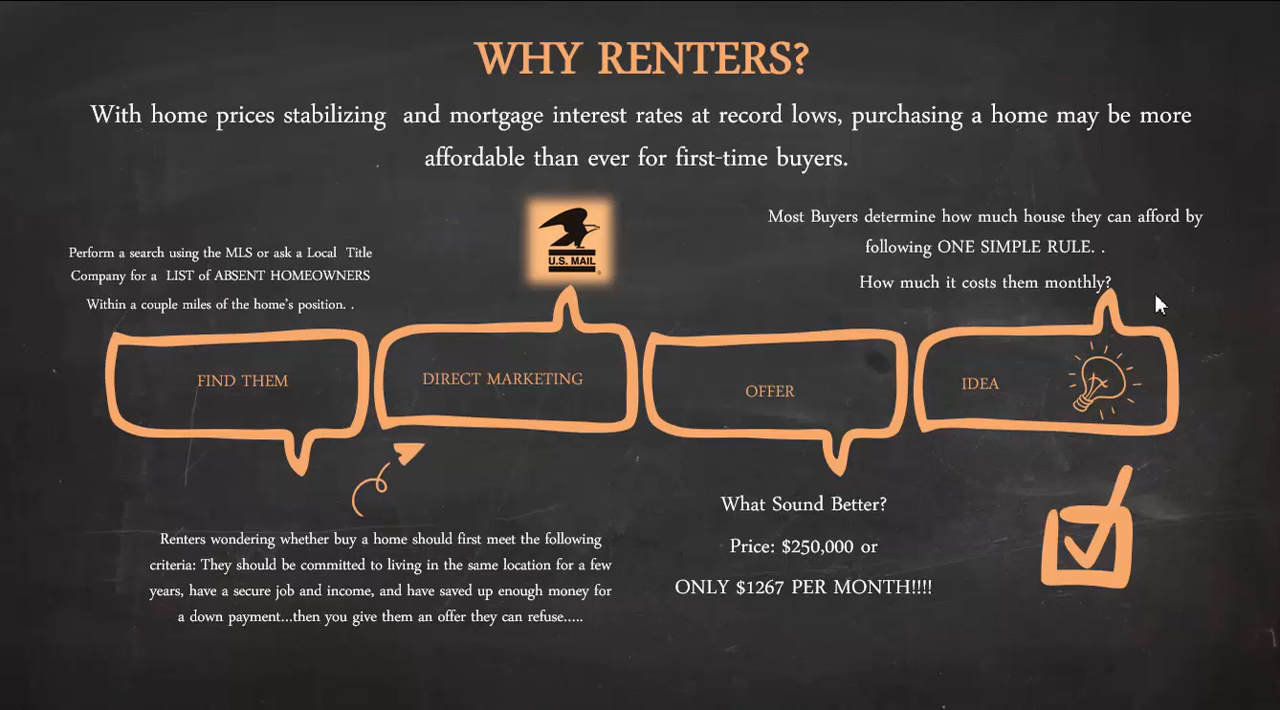 WHY RENTERS?
With home prices stabilizing and mortgage interest rates at record lows, purchasing a home may be more
affordable than ever for first-time buyers.
Perform a search using the MLS or ask a Local Title
Company for a LIST of ABSENT HOMEOWNERS
Within a couple miles of the home's position. .
U.S. MAIL
Most Buyers determine how much house they can afford by
following ONE SIMPLE RULE. .
How much it costs them monthly?
FIND THEM
DIRECT MARKETING
OFFER
IDEA
Renters wondering whether buy a home should first meet the following
criteria: They should be committed to living in the same location for a few
years, have a secure job and income, and have saved up enough money for
a down payment...then you give them an offer they can refuse.....
What Sound Better?
Price: $250,000 or
ONLY $1267 PER MONTH!!!!